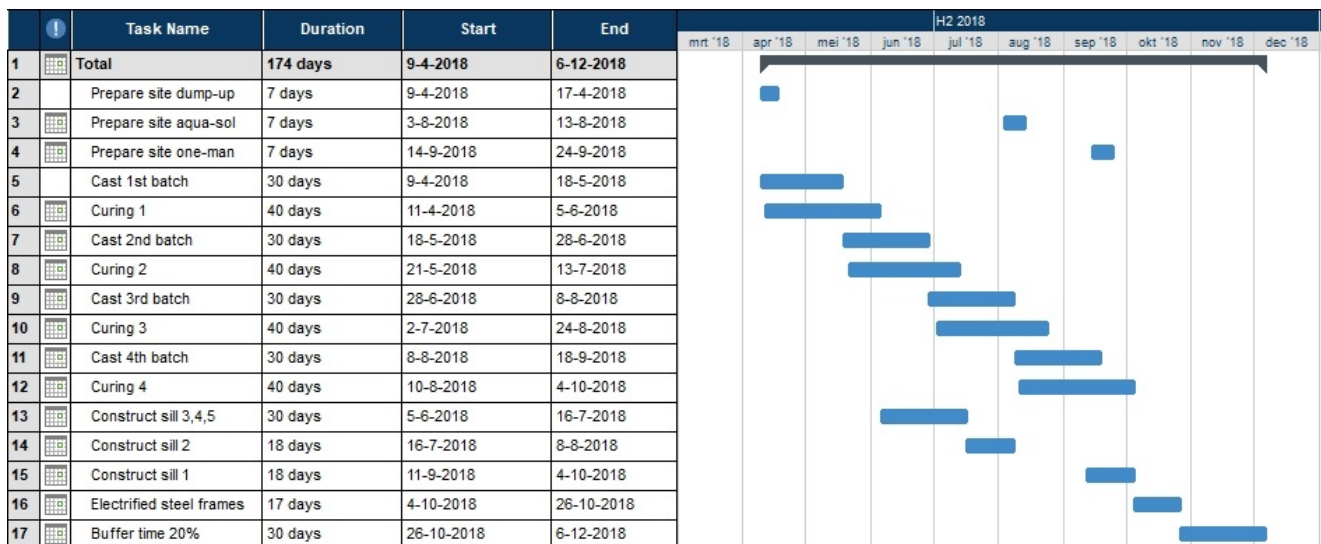 H2 2018
Task Name Duration Start End
mrt '18 apr '18 mei '18 jun '18 jul '18 aug '18 sep '18 okt '18 nov '18 dec '18
1 Total 174 days 9-4-2018 6-12-2018
2 Prepare site dump-up 7 days 9-4-2018 17-4-2018
3 Prepare site aqua-sol 7 days 3-8-2018 13-8-2018
4 Prepare site one-man 7 days 14-9-2018 24-9-2018
5 Cast 1st batch 30 days 9-4-2018 18-5-2018
6 Curing 1 40 days 11-4-2018 5-6-2018
7 Cast 2nd batch 30 days 18-5-2018 28-6-2018
8 Curing 2 40 days 21-5-2018 13-7-2018
9 Cast 3rd batch 30 days 28-6-2018 8-8-2018
10 Curing 3 40 days 2-7-2018 24-8-2018
11 Cast 4th batch 30 days 8-8-2018 18-9-2018
12 Curing 4 40 days 10-8-2018 4-10-2018
13 Construct sill 3,4,5 30 days 5-6-2018 16-7-2018
14 Construct sill 2 18 days 16-7-2018 8-8-2018
15 Construct sill 1 18 days 11-9-2018 4-10-2018
16 Electrified steel frames 17 days 4-10-2018 26-10-2018
17 Buffer time 20% 30 days 26-10-2018 6-12-2018